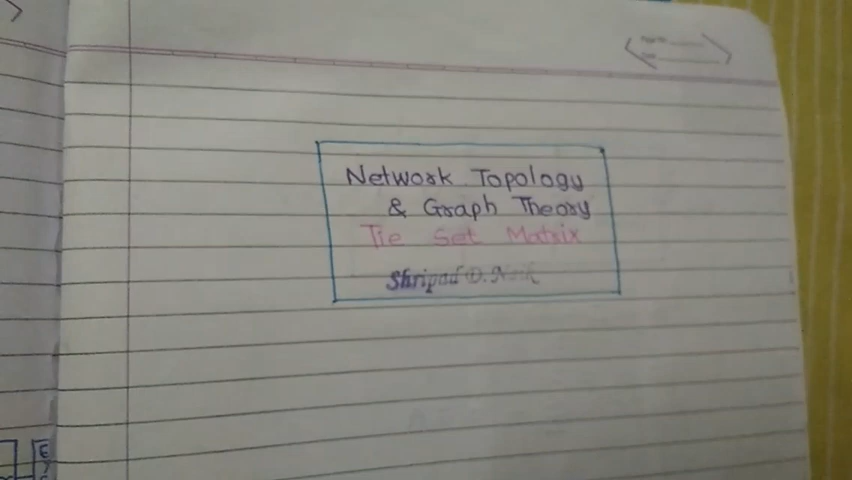 Network Topology
& Graph Theory
Tie Set Matrix
Shripad D.